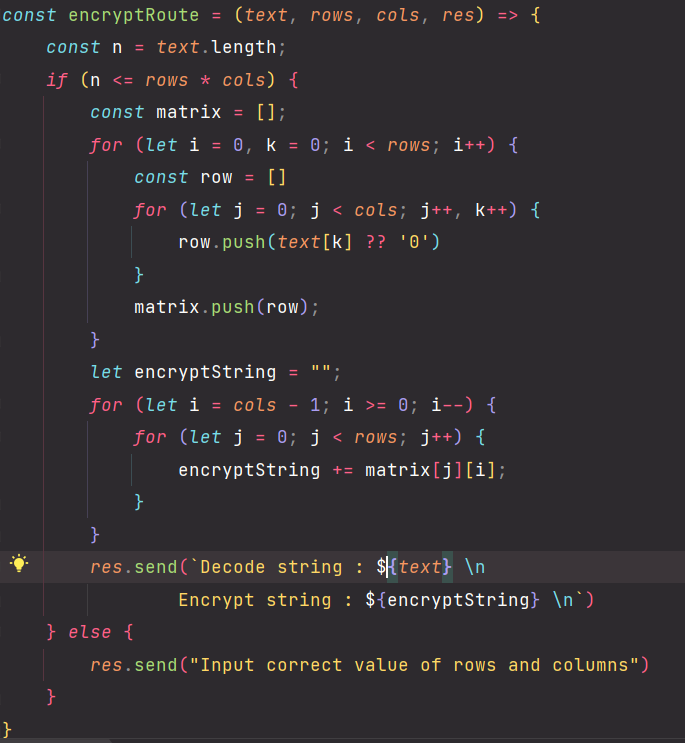 const encryptRoute = (text, rows, cols, res) => {
    const n = text.length;
    if (n <= rows * cols) {
        const matrix = [];
        for (let i = 0, k = 0; i < rows; i++) {
            const row = []
            for (let j = 0; j < cols; j++, k++) {
                row.push(text[k] ?? '0')
            }
            matrix.push(row);
        }
        let encryptString = "";
        for (let i = cols - 1; i >= 0; i--) {
            for (let j = 0; j < rows; j++) {
                encryptString += matrix[j][i];
            }
        }
        res.send(`Decode string : ${text} \n
                Encrypt string : ${encryptString} \n`)
    } else {
        res.send("Input correct value of rows and columns")
    }
}